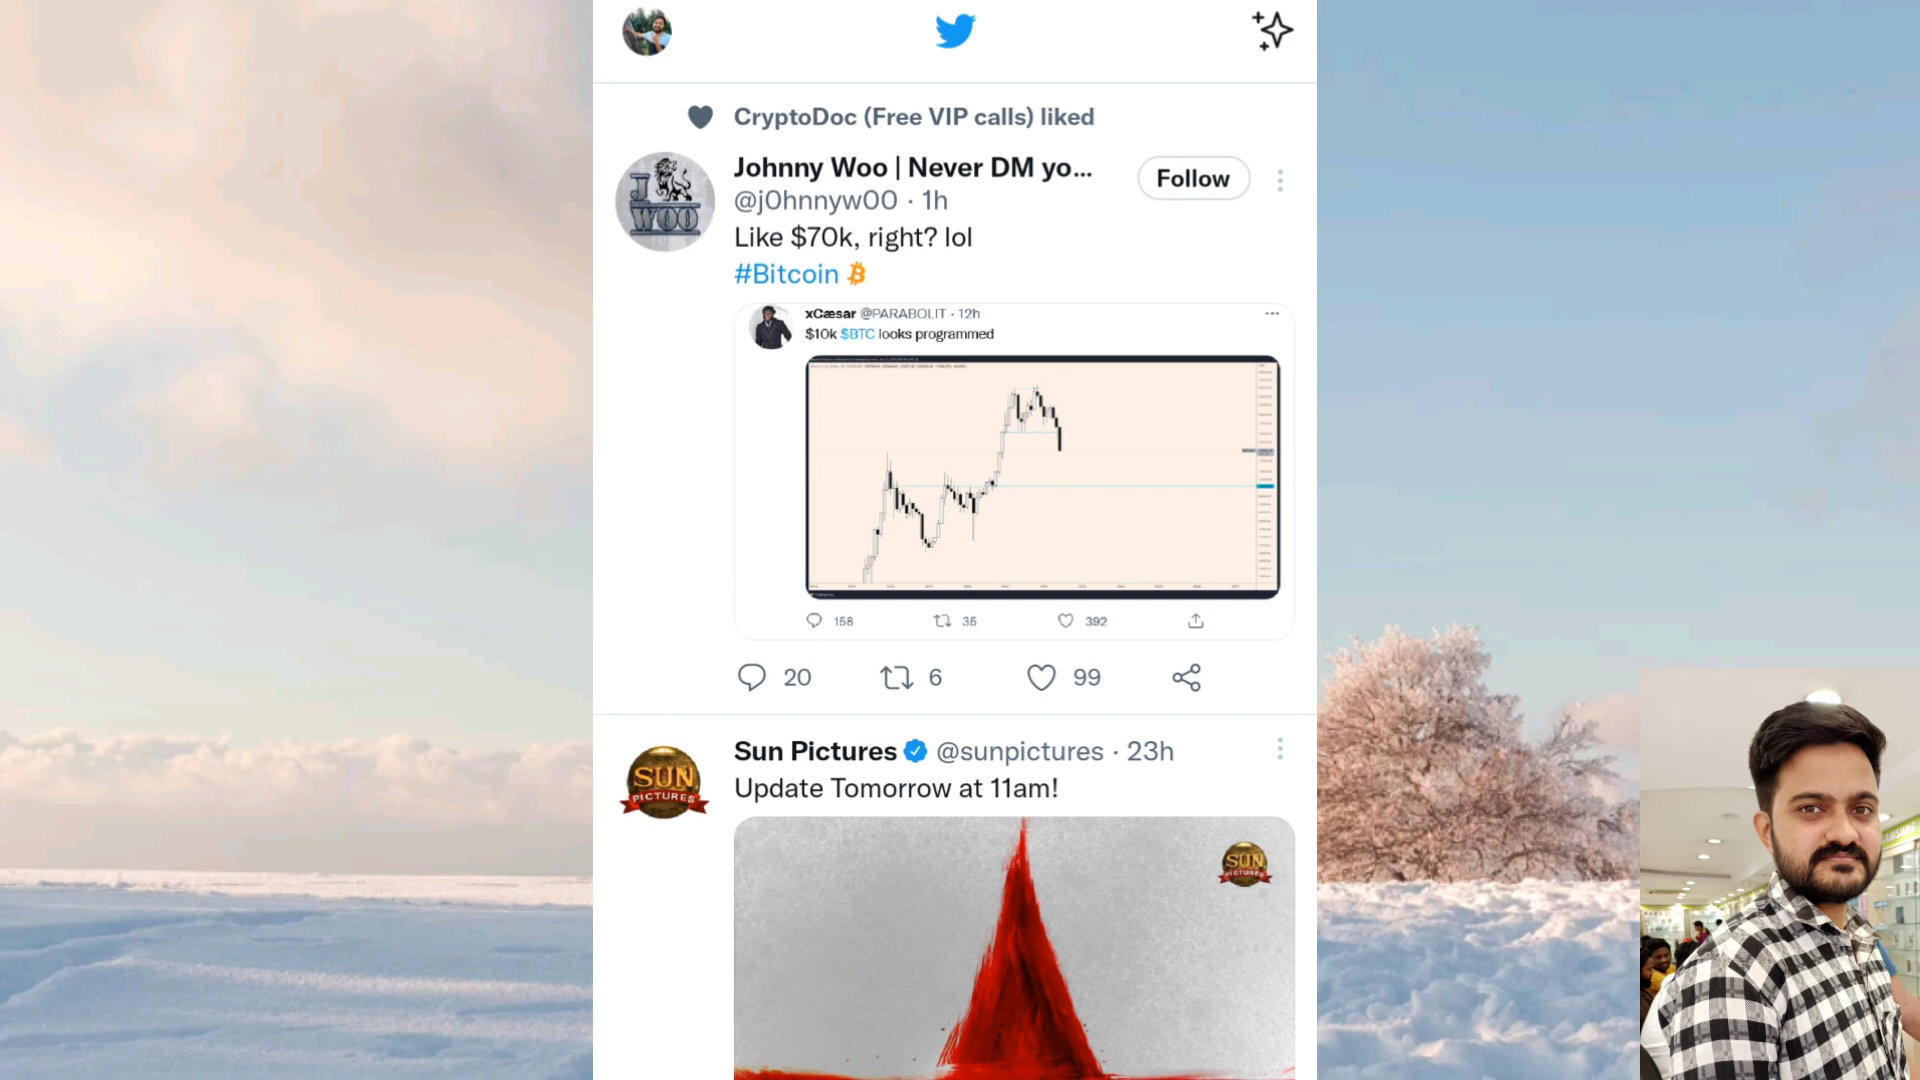 CryptoDoc (Free VIP calls) liked
Johnny Woo | Never DM yo...
Follow
@j0hnnyw00 · 1h
Like $70k, right? lol
#Bitcoin
J
WOO
xCæsar @PARABOLIT · 12h
$10k $BTC looks programmed
158
35
392
20
6
99
Sun Pictures @sunpictures · 23h
Update Tomorrow at 11am!
SUN
PICTURES
SUN
PICTURES
SAMSUNG